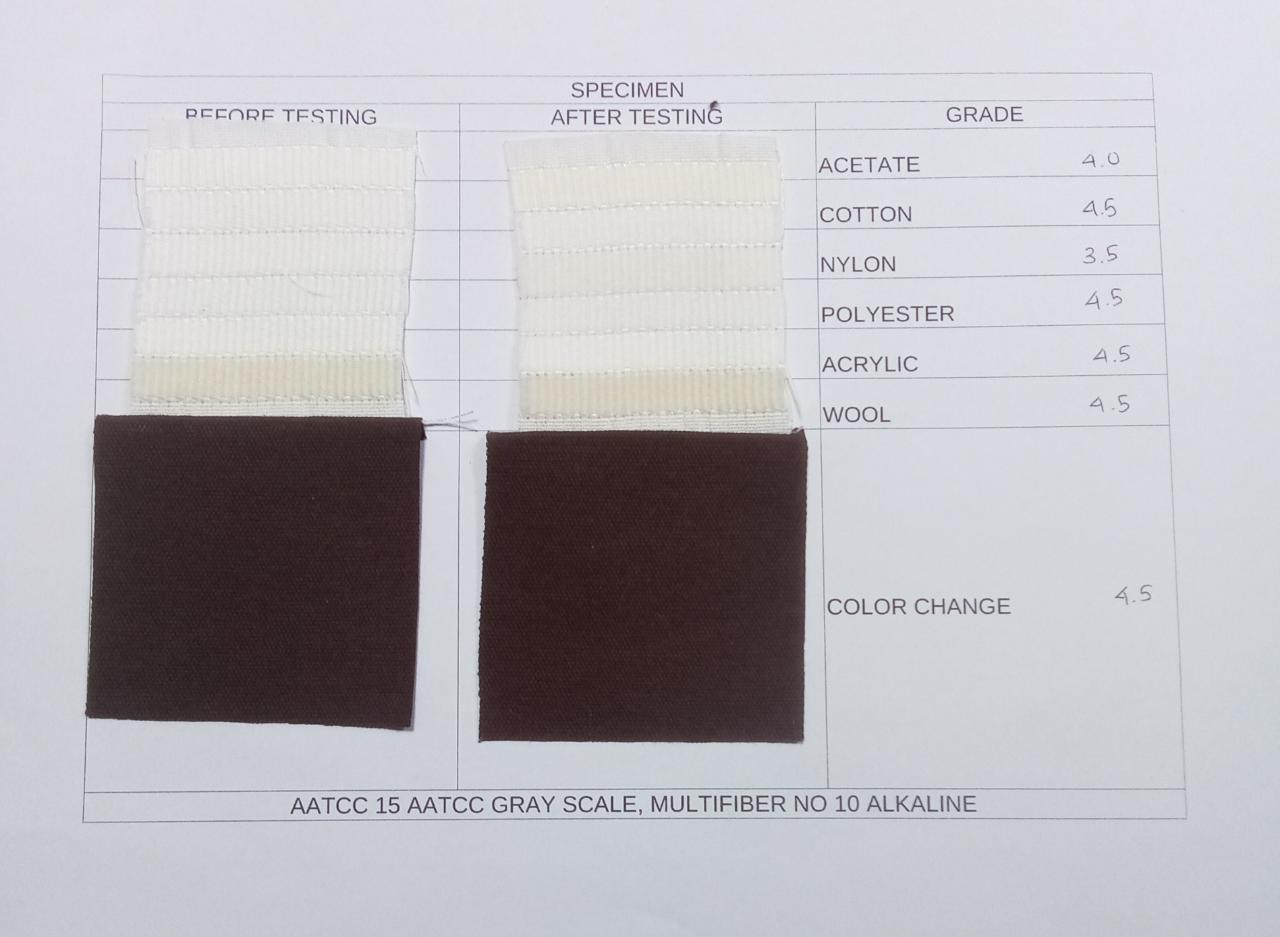 SPECIMEN
BEFORE TESTING AFTER TESTING GRADE
ACETATE 4.0
COTTON 4.5
NYLON 3.5
POLYESTER 4.5
ACRYLIC 4.5
WOOL 4.5
COLOR CHANGE 4.5
AATCC 15 AATCC GRAY SCALE, MULTIFIBER NO 10 ALKALINE